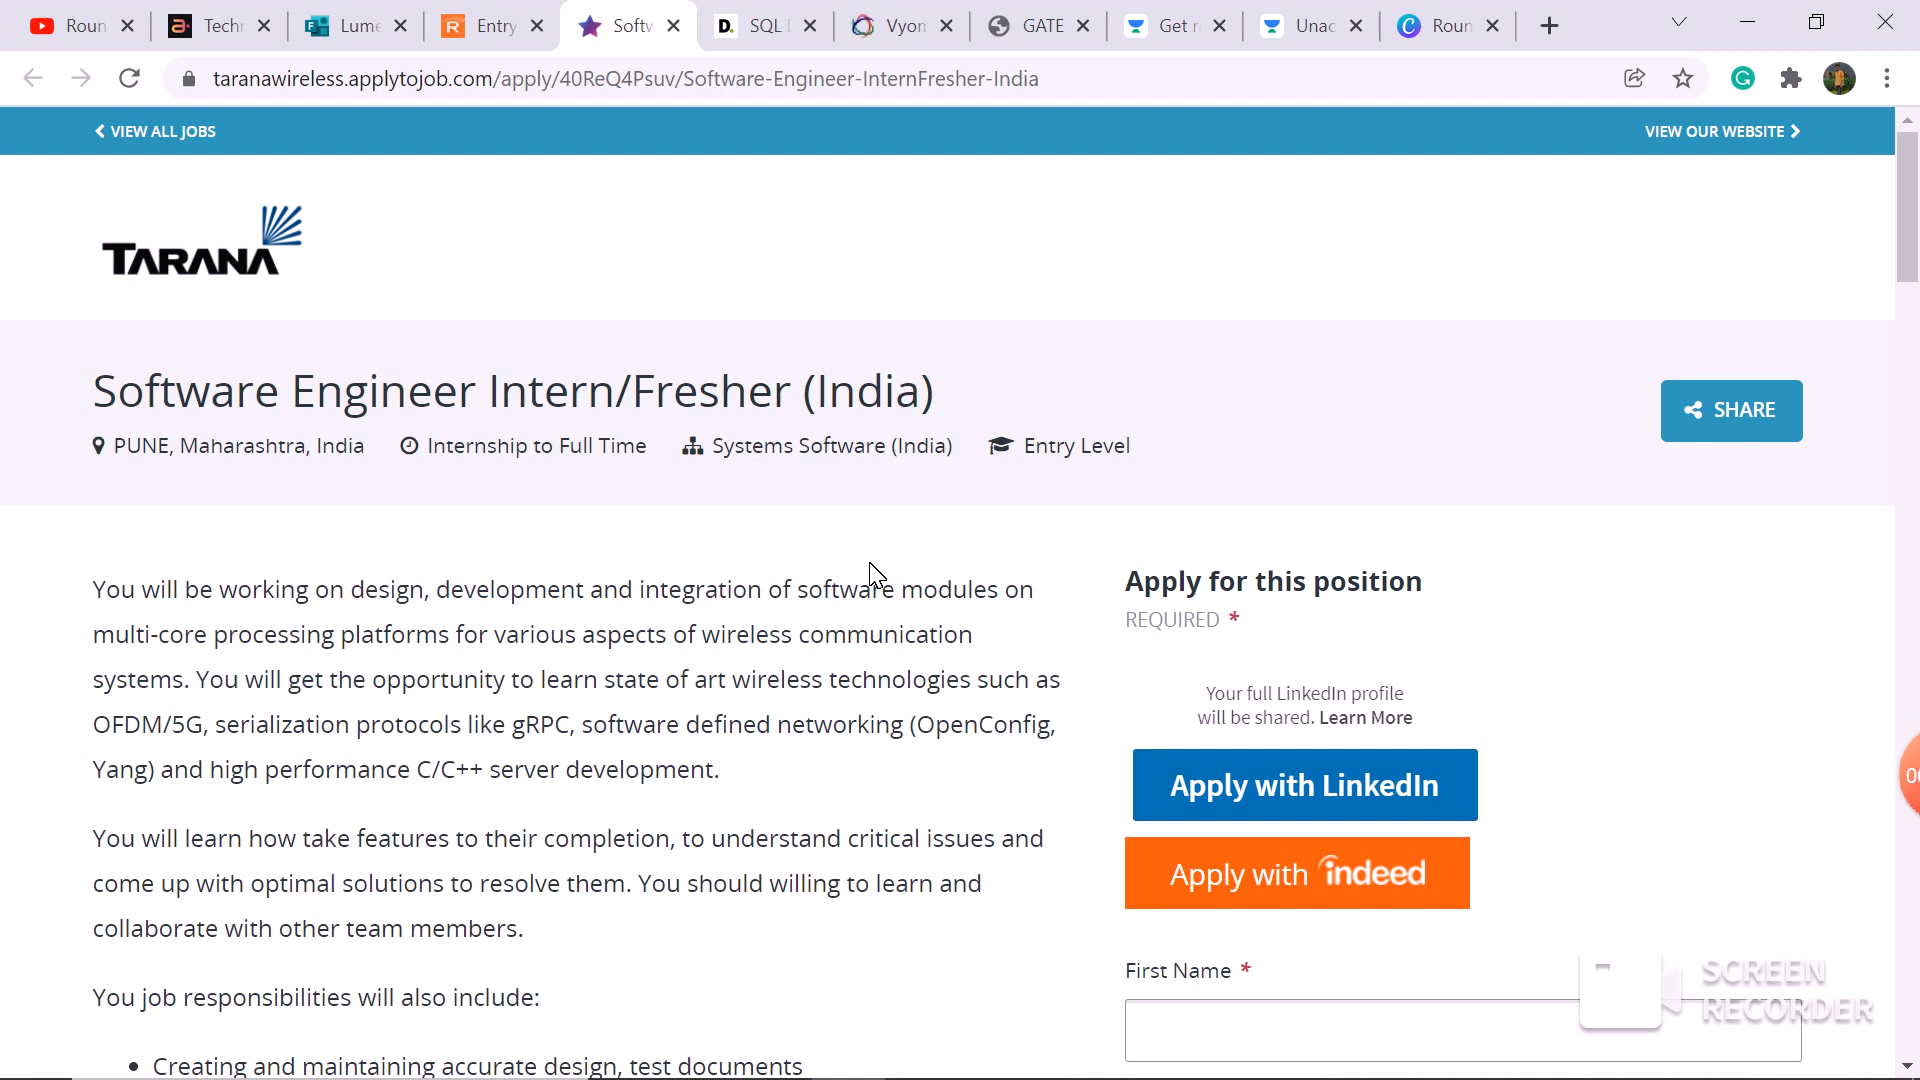 Roun
Techr
Lume
Entry
Softw
D. SQL
Vyom
GATE
Get r
Unac
Roun
taranawireless.applytojob.com/apply/40ReQ4Psuv/Software-Engineer-InternFresher-India
VIEW ALL JOBS
VIEW OUR WEBSITE
TARANA
Software Engineer Intern/Fresher (India)
PUNE, Maharashtra, India Internship to Full Time Systems Software (India) Entry Level
SHARE
You will be working on design, development and integration of software modules on
multi-core processing platforms for various aspects of wireless communication
systems. You will get the opportunity to learn state of art wireless technologies such as
OFDM/5G, serialization protocols like gRPC, software defined networking (OpenConfig,
Yang) and high performance C/C++ server development.
You will learn how take features to their completion, to understand critical issues and
come up with optimal solutions to resolve them. You should willing to learn and
collaborate with other team members.
You job responsibilities will also include:
• Creating and maintaining accurate design, test documents
Apply for this position
REQUIRED *
Your full LinkedIn profile
will be shared. Learn More
Apply with LinkedIn
Apply with indeed
First Name *
SCREEN
RECORDER